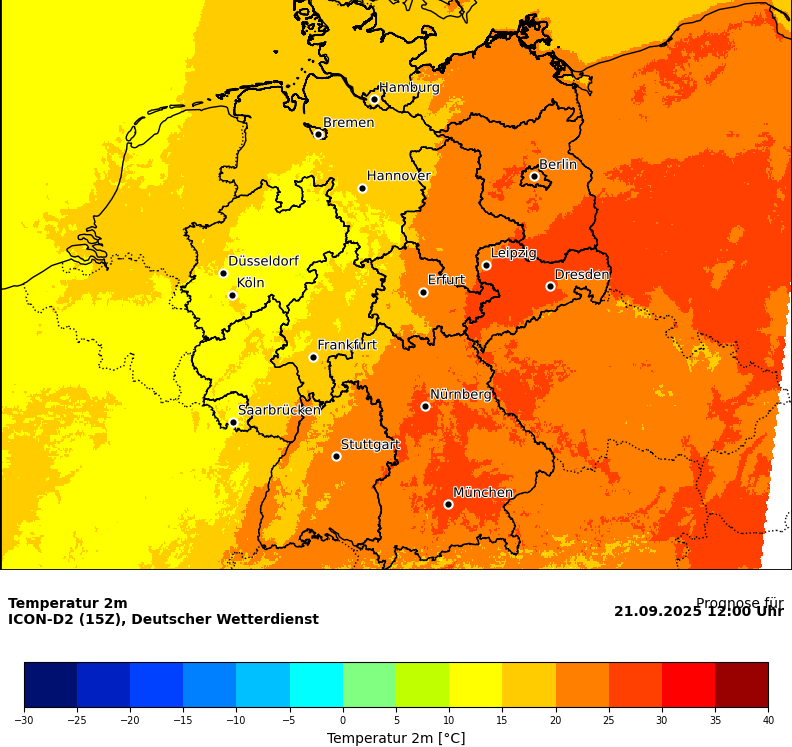 Hamburg
Bremen
Berlin
Hannover
Leipzig
Düsseldorf
Dresden
Köln
Erfurt
Frankfurt
Nürnberg
Saarbrücken
Stuttgart
München
Temperatur 2m
Prognose für
ICON-D2 (15Z), Deutscher Wetterdienst
21.09.2025 12:00 Uhr
−30 −25 −20 −15 −10 −5 0 5 10 15 20 25 30 35 40
Temperatur 2m [°C]